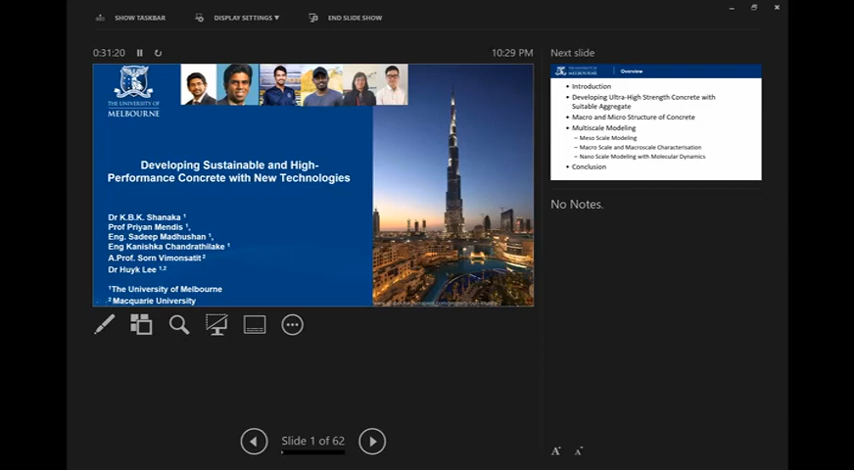 SHOW TASKBAR
DISPLAY SETTINGS ▼
END SLIDE SHOW
0:31:20
10:29 PM
THE UNIVERSITY OF
MELBOURNE
Developing Sustainable and High-
Performance Concrete with New Technologies
Dr K.B.K. Shanaka ¹
Prof Priyan Mendis ¹,
Eng. Sadeep Madhushan ¹,
Eng Kanishka Chandrathilake ¹
A.Prof. Sorn Vimonsatit ²
Dr Huyk Lee ¹,²
¹The University of Melbourne
² Macquarie University
Next slide
THE UNIVERSITY OF
MELBOURNE
Overview
• Introduction
• Developing Ultra-High Strength Concrete with
Suitable Aggregate
• Macro and Micro Structure of Concrete
• Multiscale Modeling
– Meso Scale Modeling
– Macro Scale and Macroscale Characterisation
– Nano Scale Modeling with Molecular Dynamics
• Conclusion
No Notes.
Slide 1 of 62
A A